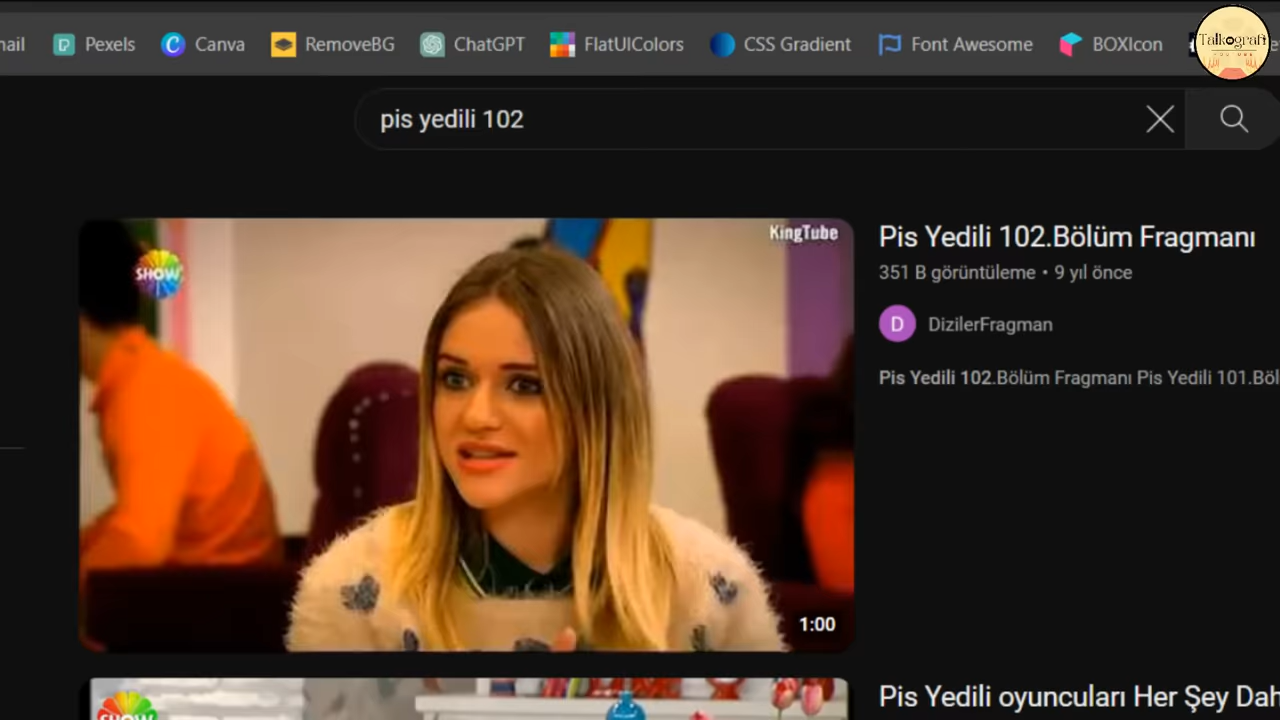 ail Pexels Canva RemoveBG ChatGPT FlatUIColors CSS Gradient Font Awesome BOXIcon
Talkografi
pis yedili 102
KingTube
SHOW
1:00
Pis Yedili 102.Bölüm Fragmanı
351 B görüntüleme • 9 yıl önce
D DizilerFragman
Pis Yedili 102.Bölüm Fragmanı Pis Yedili 101.Böl
SHOW
Pis Yedili oyuncuları Her Şey Dah